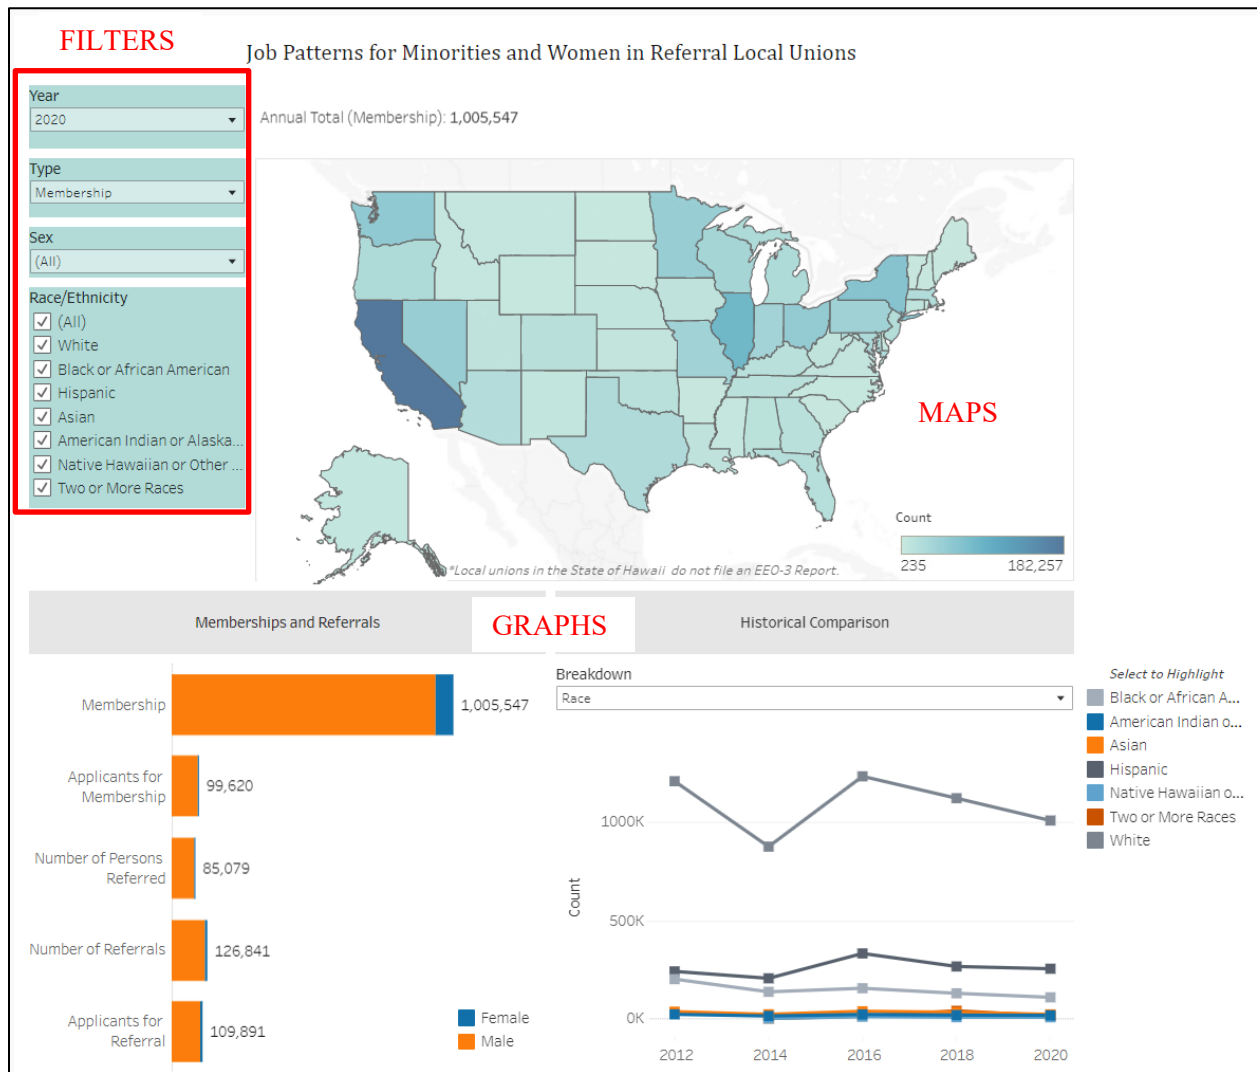 FILTERS
Job Patterns for Minorities and Women in Referral Local Unions
Year
2020
Annual Total (Membership): 1,005,547
Type
Membership
Sex
(All)
Race/Ethnicity
(All)
White
Black or African American
Hispanic
Asian
American Indian or Alaska...
Native Hawaiian or Other ...
Two or More Races
MAPS
Count
235
182,257
*Local unions in the State of Hawaii do not file an EEO-3 Report.
Memberships and Referrals
GRAPHS
Historical Comparison
Membership
1,005,547
Applicants for
Membership
99,620
Number of Persons
Referred
85,079
Number of Referrals
126,841
Applicants for
Referral
109,891
Female
Male
Breakdown
Race
Select to Highlight
Black or African A...
American Indian o...
Asian
Hispanic
Native Hawaiian o...
Two or More Races
White
Count
1000K
500K
0K
2012
2014
2016
2018
2020